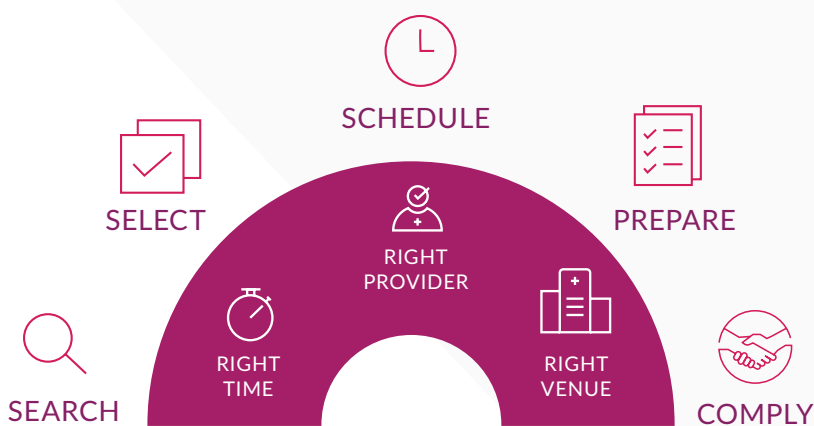 SCHEDULE
SELECT
PREPARE
RIGHT
PROVIDER
RIGHT
TIME
RIGHT
VENUE
SEARCH
COMPLY